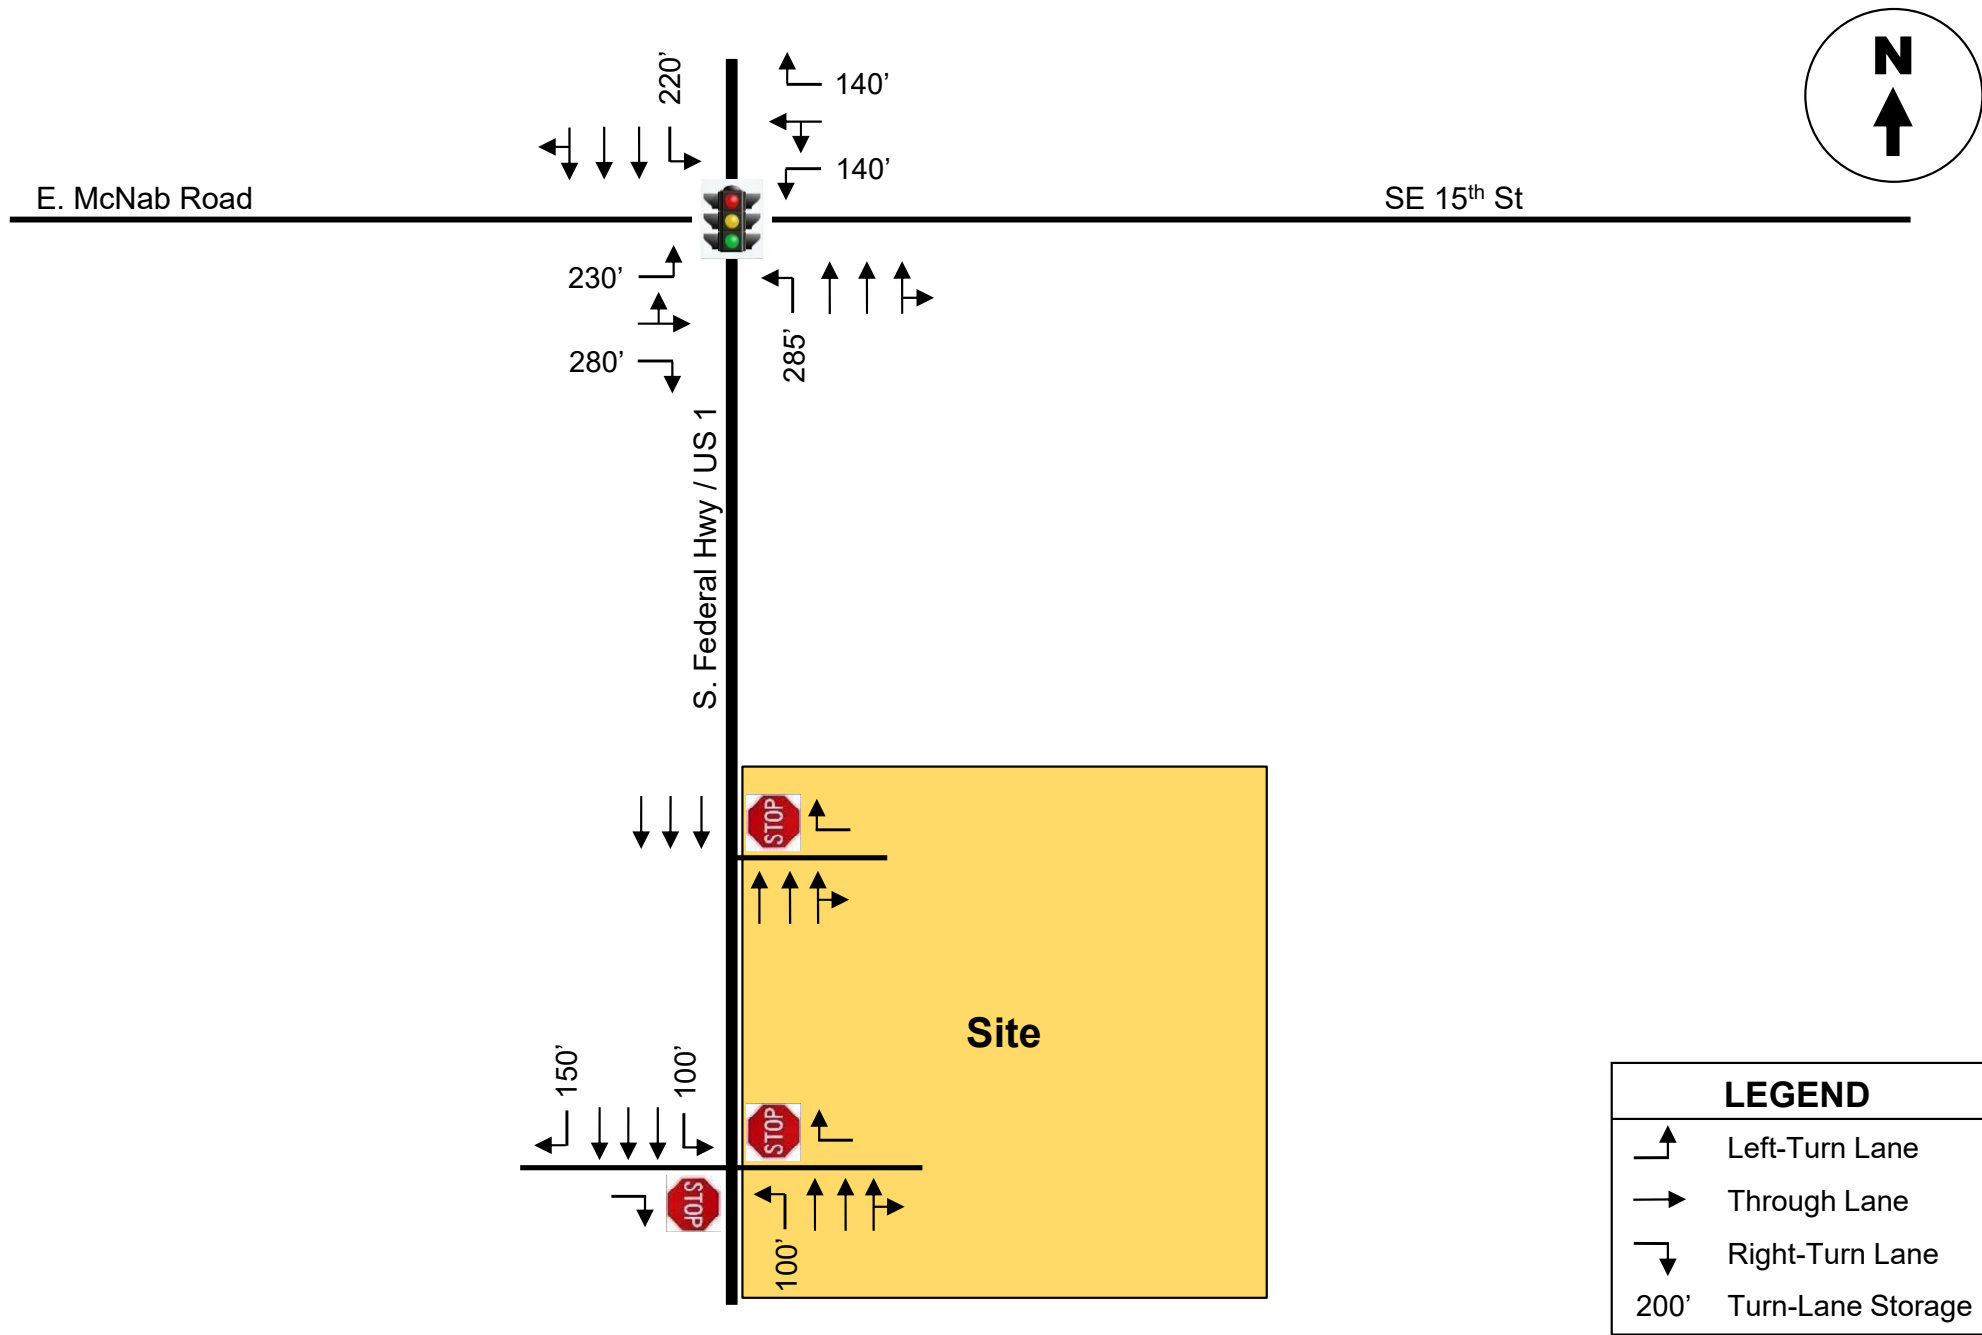 N
220’
140’
140’
E. McNab Road
SE 15th St
230’
285’
280’
S. Federal Hwy / US 1
STOP
Site
150’
100’
STOP
STOP
100’
LEGEND
Left-Turn Lane
Through Lane
Right-Turn Lane
200’ Turn-Lane Storage